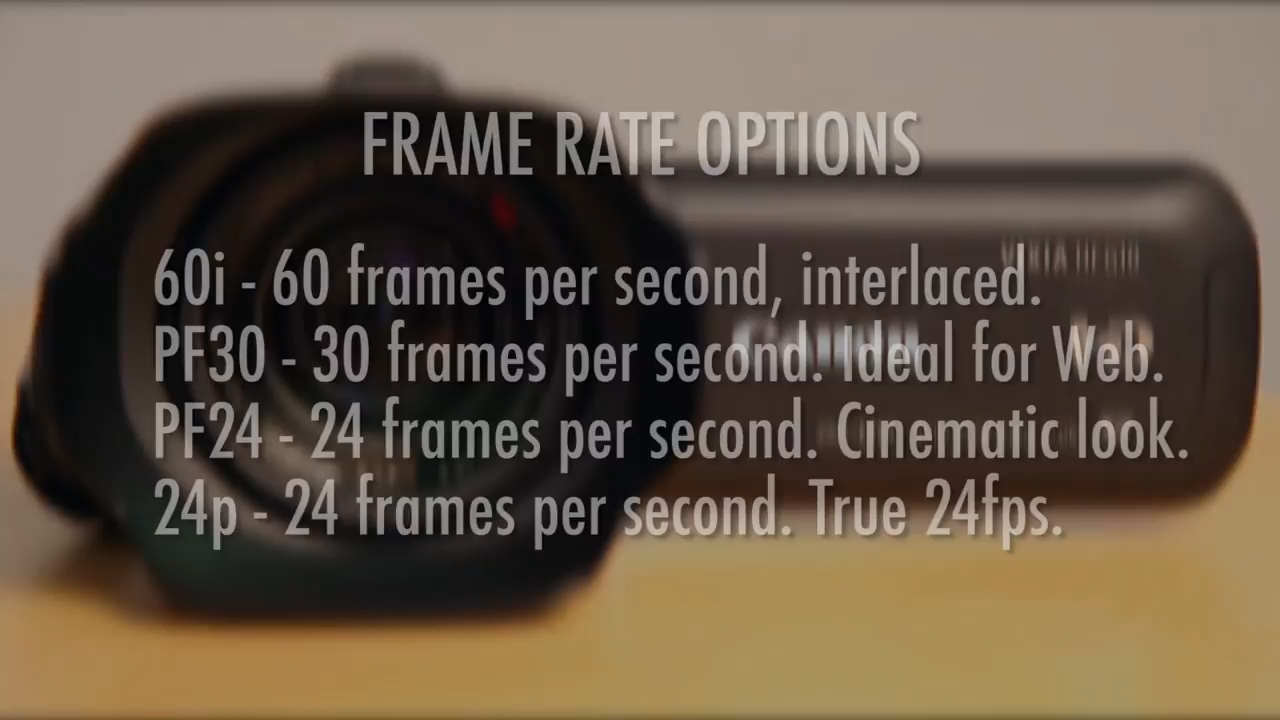 FRAME RATE OPTIONS
60i - 60 frames per second, interlaced.
PF30 - 30 frames per second. Ideal for Web.
PF24 - 24 frames per second. Cinematic look.
24p - 24 frames per second. True 24fps.
Canon